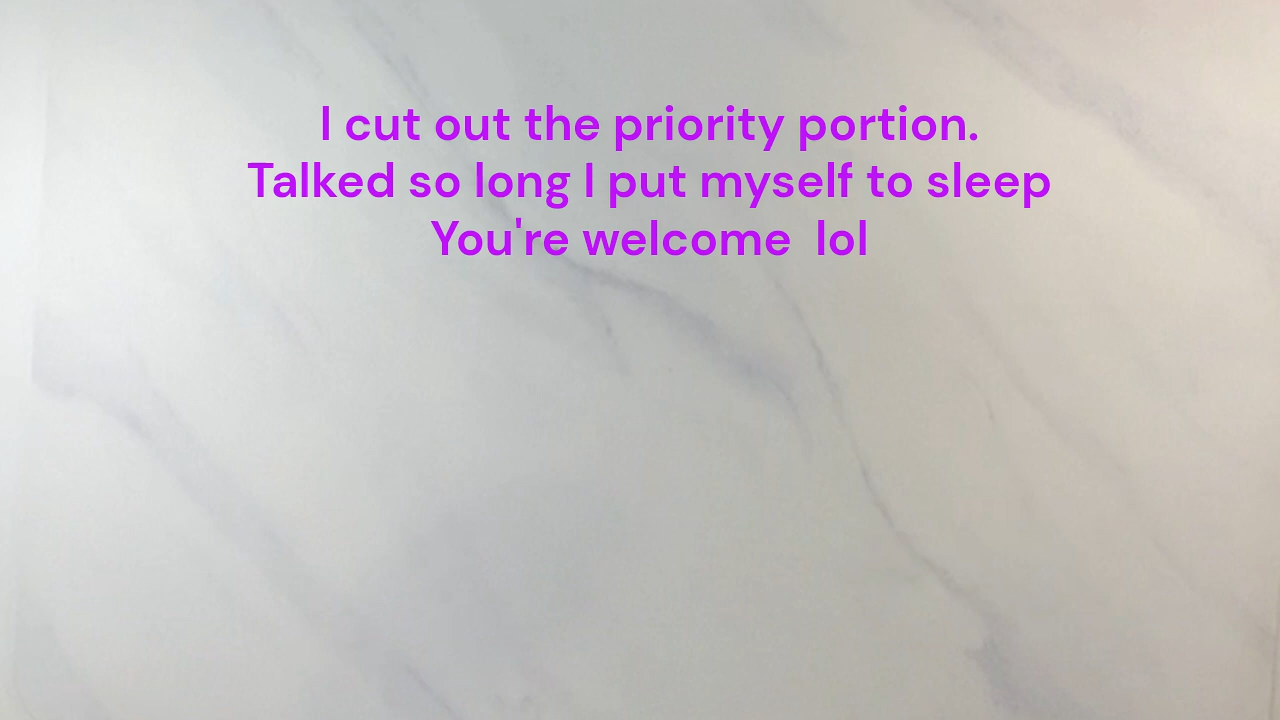 I cut out the priority portion.
Talked so long I put myself to sleep
You're welcome  lol